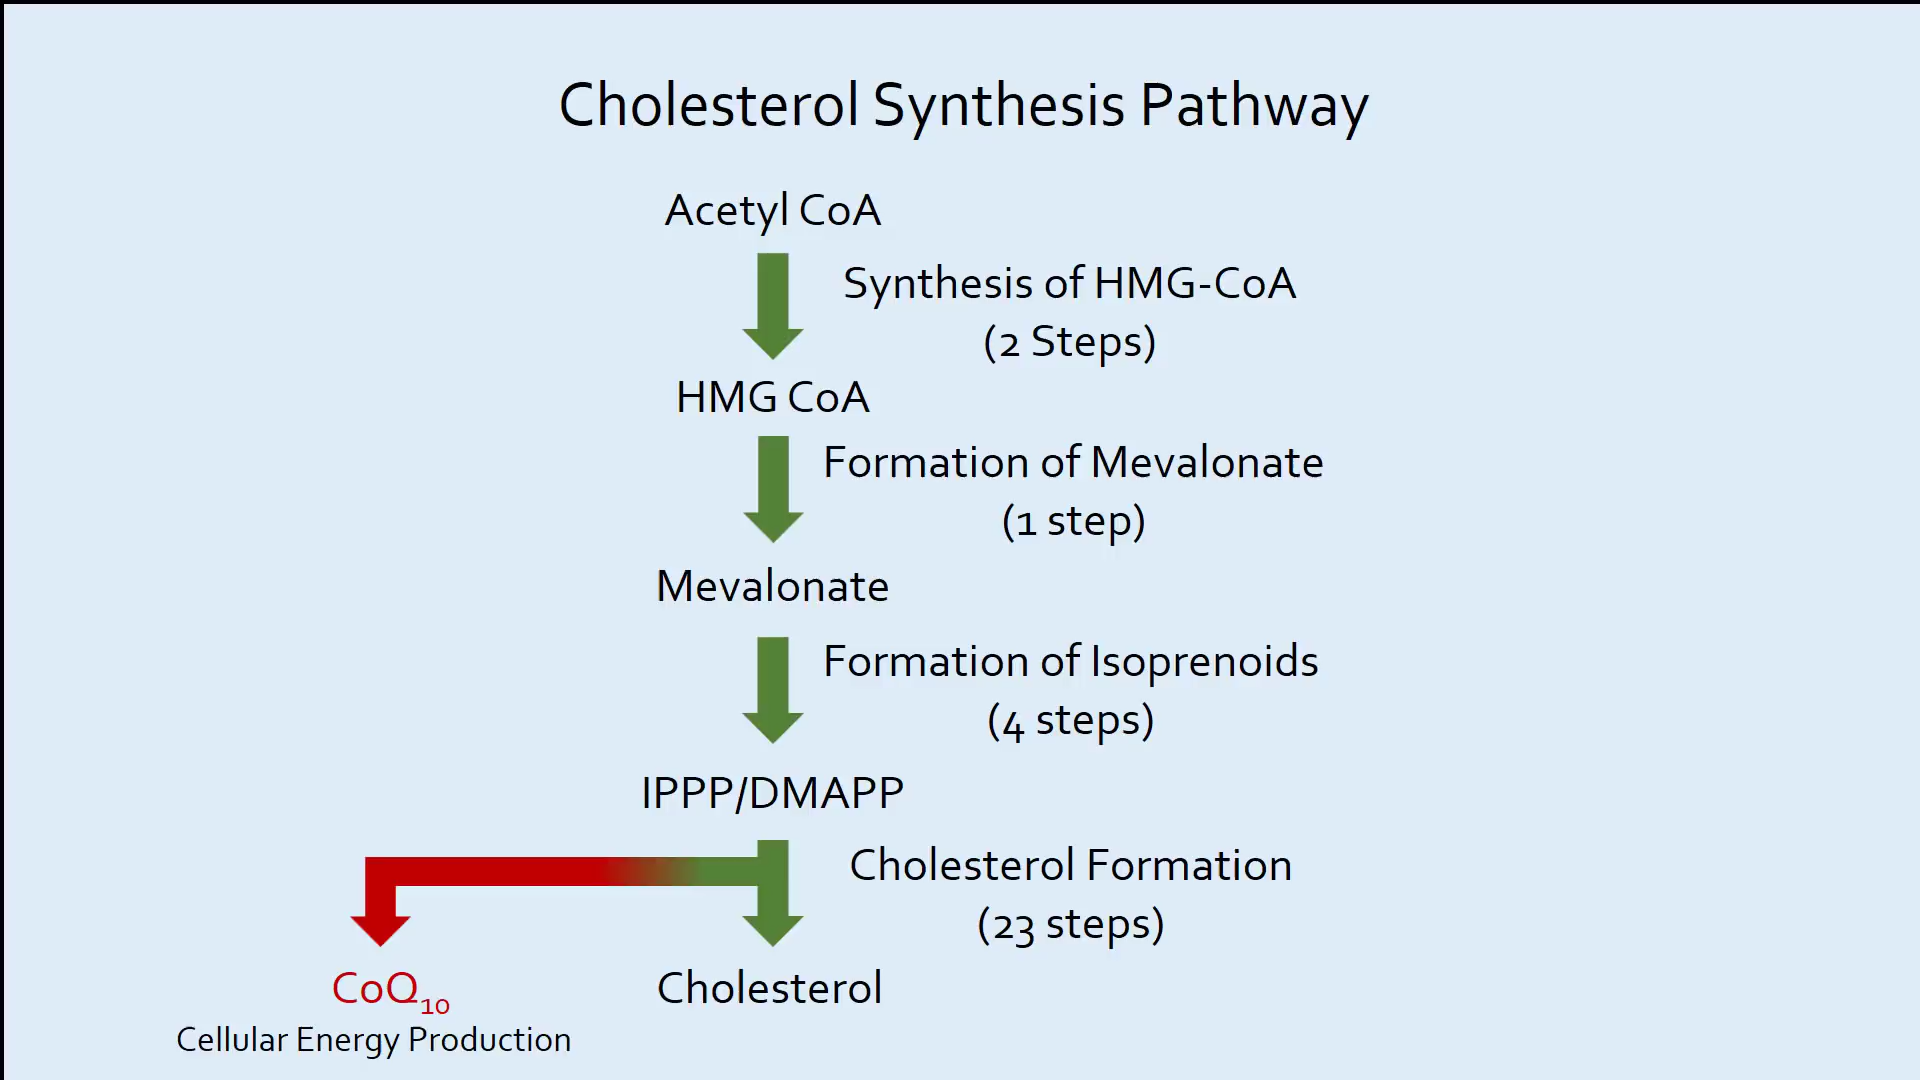 Cholesterol Synthesis Pathway
Acetyl CoA
Synthesis of HMG-CoA
(2 Steps)
HMG CoA
Formation of Mevalonate
(1 step)
Mevalonate
Formation of Isoprenoids
(4 steps)
IPPP/DMAPP
Cholesterol Formation
(23 steps)
CoQ10
Cholesterol
Cellular Energy Production